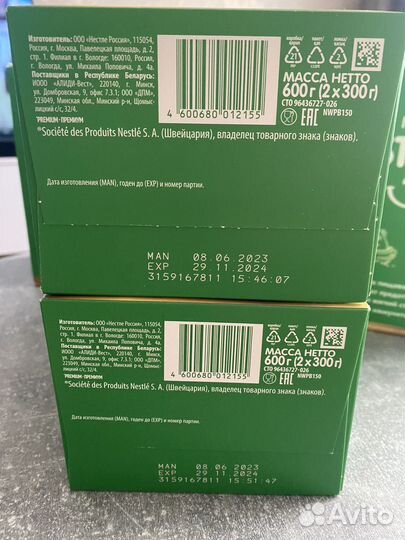 Изготовитель: ООО «Нестле Россия», 115054,
Россия, г. Москва, Павелецкая площадь, д. 2,
стр. 1. Филиал в г. Вологде: 160010, Россия,
г. Вологда, ул. Михаила Поповича, д. 4а.
Поставщики в Республике Беларусь:
ИООО «АЛИДИ-Вест», 220140, г. Минск,
ул. Домбровская, 9, офис 7.3.1; ООО «ДПМ»,
223049, Минская обл., Минский р-н, Щомыс-
лицкий с/с, 32/4.
PREMIUM-ПРЕМИУМ
®Société des Produits Nestlé S. A. (Швейцария), владелец товарного знака (знаков).
4 600680 012155
МАССА НЕТТО
600 г (2 x 300 г)
СТО 96436727-026
EAC
NWPB150
Дата изготовления (MAN), годен до (EXP) и номер партии.
MAN 08.06.2023
EXP 29.11.2024
3159167811 15:46:07
Изготовитель: ООО «Нестле Россия», 115054,
Россия, г. Москва, Павелецкая площадь, д. 2,
стр. 1. Филиал в г. Вологде: 160010, Россия,
г. Вологда, ул. Михаила Поповича, д. 4а.
Поставщики в Республике Беларусь:
ИООО «АЛИДИ-Вест», 220140, г. Минск,
ул. Домбровская, 9, офис 7.3.1; ООО «ДПМ»,
223049, Минская обл., Минский р-н, Щомыс-
лицкий с/с, 32/4.
PREMIUM-ПРЕМИУМ
®Société des Produits Nestlé S. A. (Швейцария), владелец товарного знака (знаков).
4 600680 012155
МАССА НЕТТО
600 г (2 x 300 г)
СТО 96436727-026
EAC
NWPB150
Дата изготовления (MAN), годен до (EXP) и номер партии.
MAN 08.06.2023
EXP 29.11.2024
3159167811 15:51:47
Avito